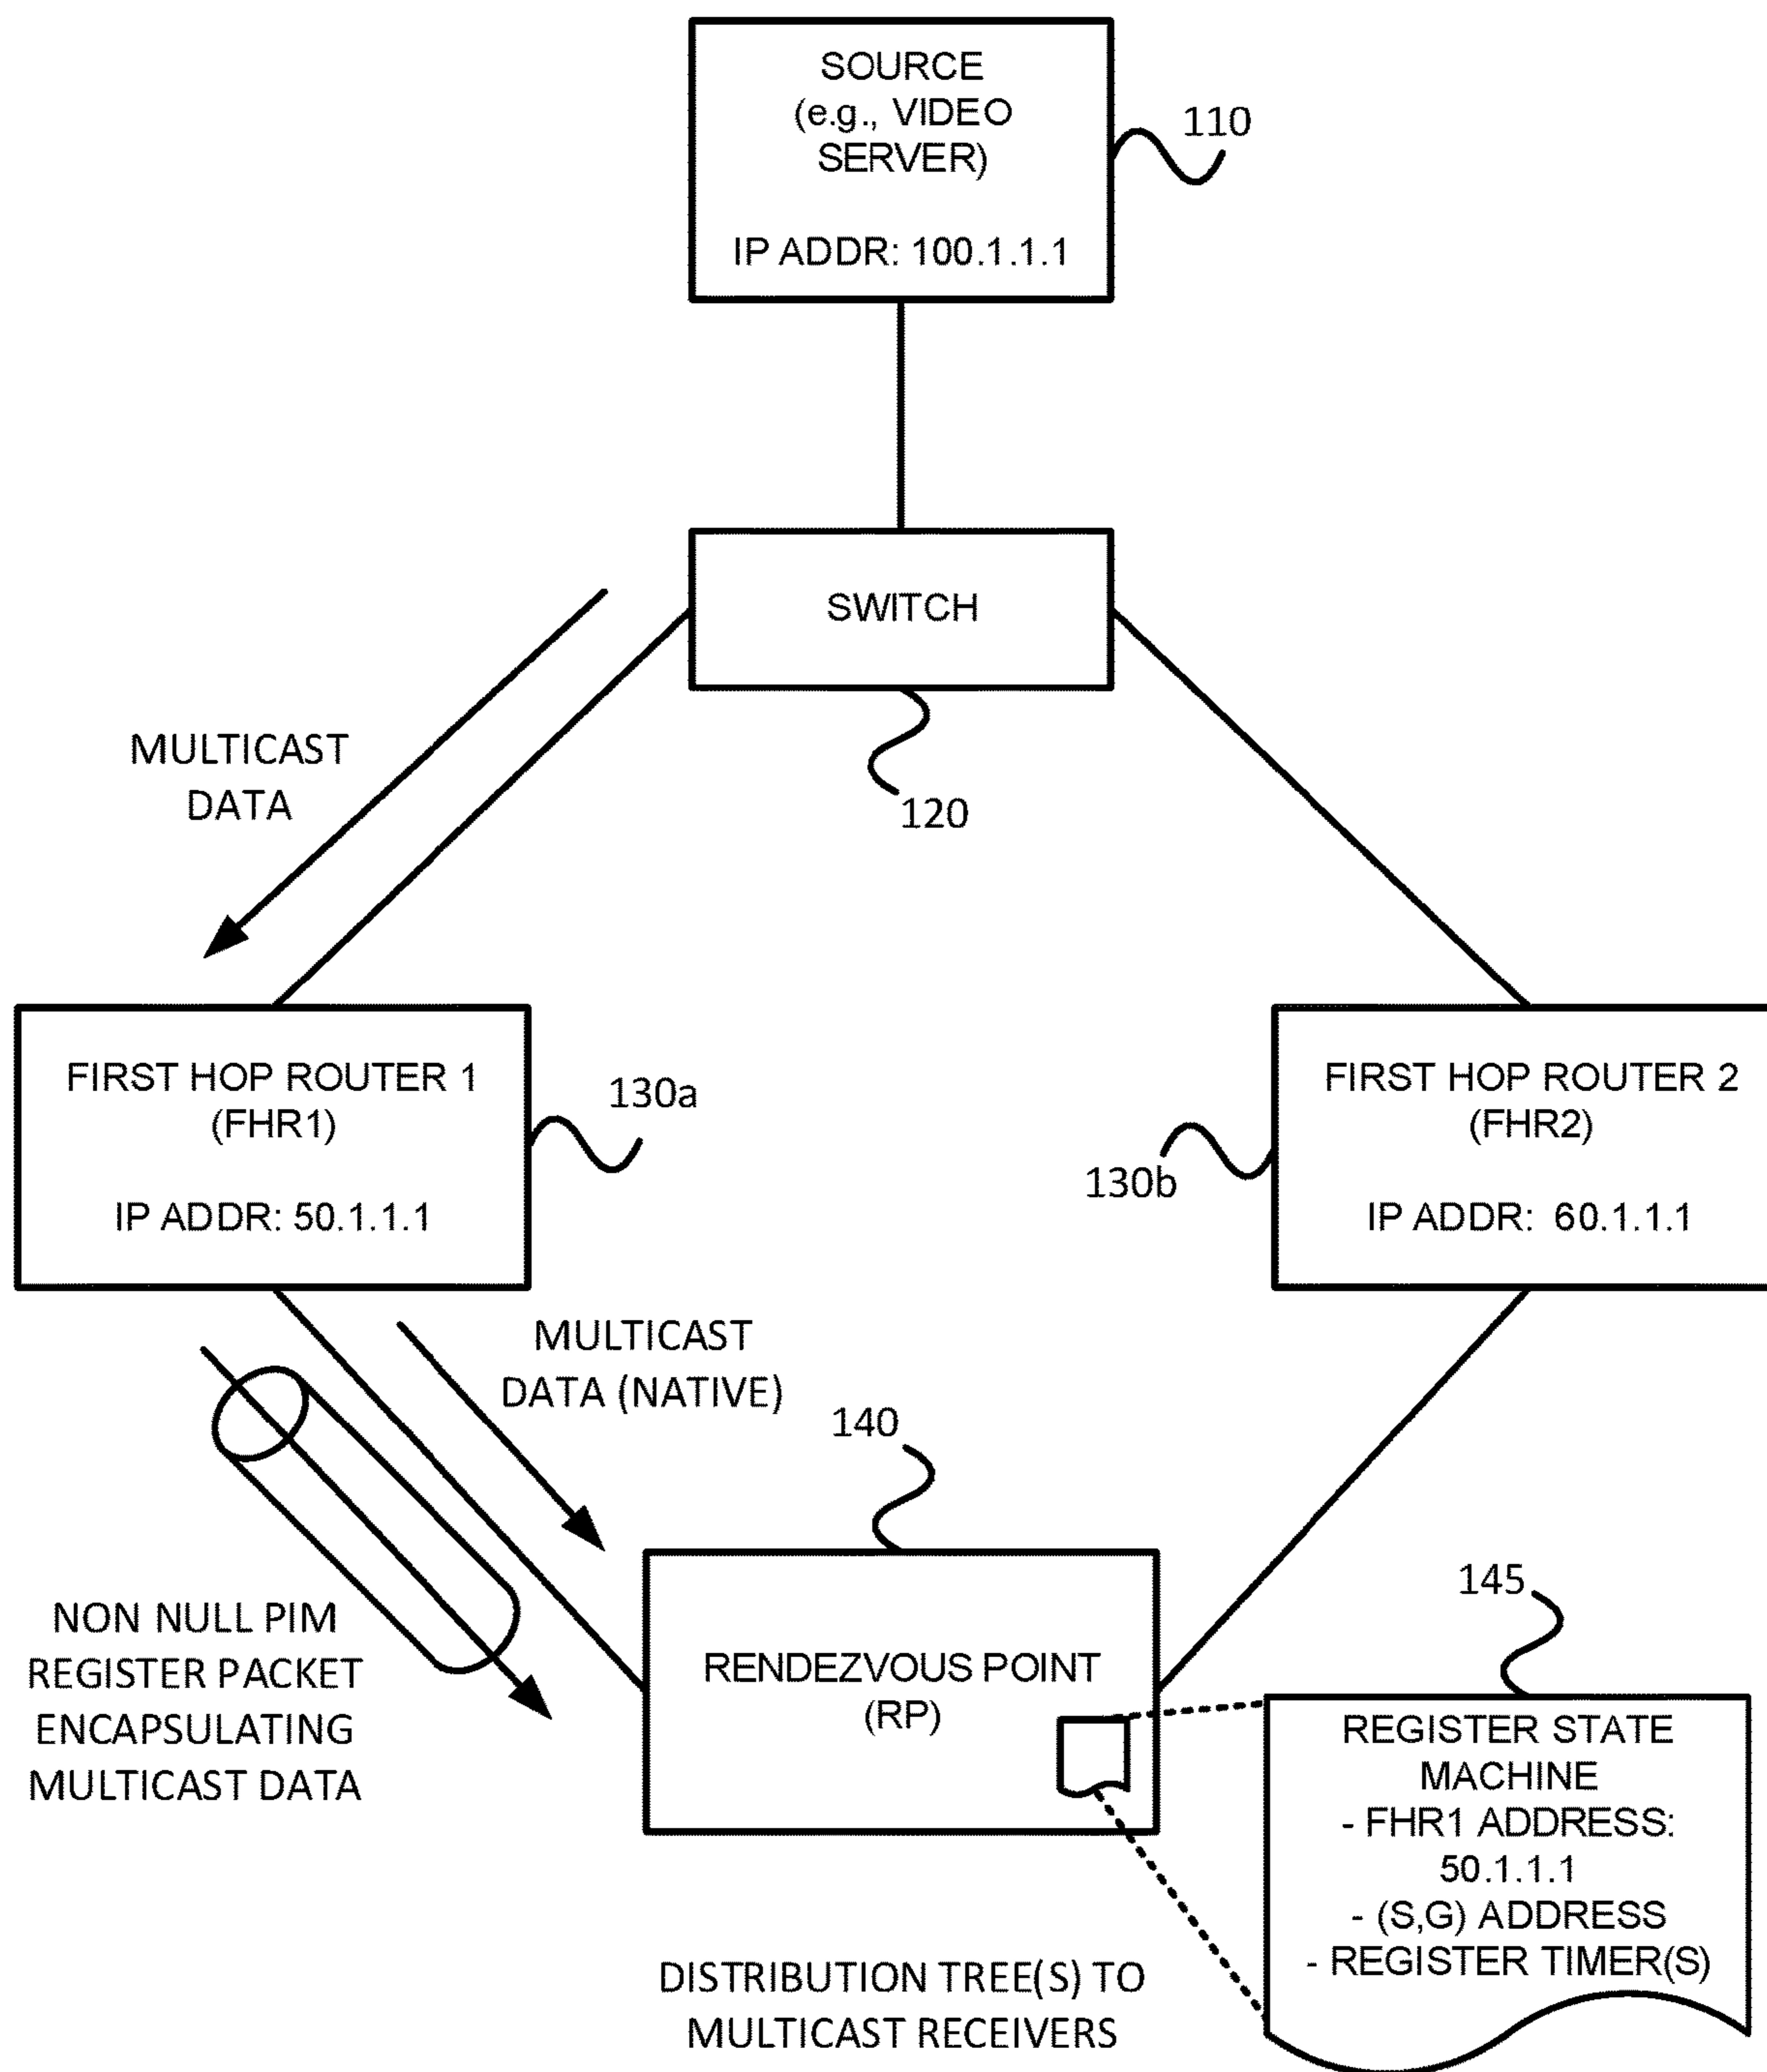 SOURCE
(e.g., VIDEO
SERVER)
IP ADDR: 100.1.1.1
110
SWITCH
120
MULTICAST
DATA
FIRST HOP ROUTER 1
(FHR1)
IP ADDR: 50.1.1.1
130a
FIRST HOP ROUTER 2
(FHR2)
IP ADDR: 60.1.1.1
130b
MULTICAST
DATA (NATIVE)
NON NULL PIM
REGISTER PACKET
ENCAPSULATING
MULTICAST DATA
140
RENDEZVOUS POINT
(RP)
145
REGISTER STATE
MACHINE
- FHR1 ADDRESS:
50.1.1.1
- (S,G) ADDRESS
- REGISTER TIMER(S)
DISTRIBUTION TREE(S) TO
MULTICAST RECEIVERS